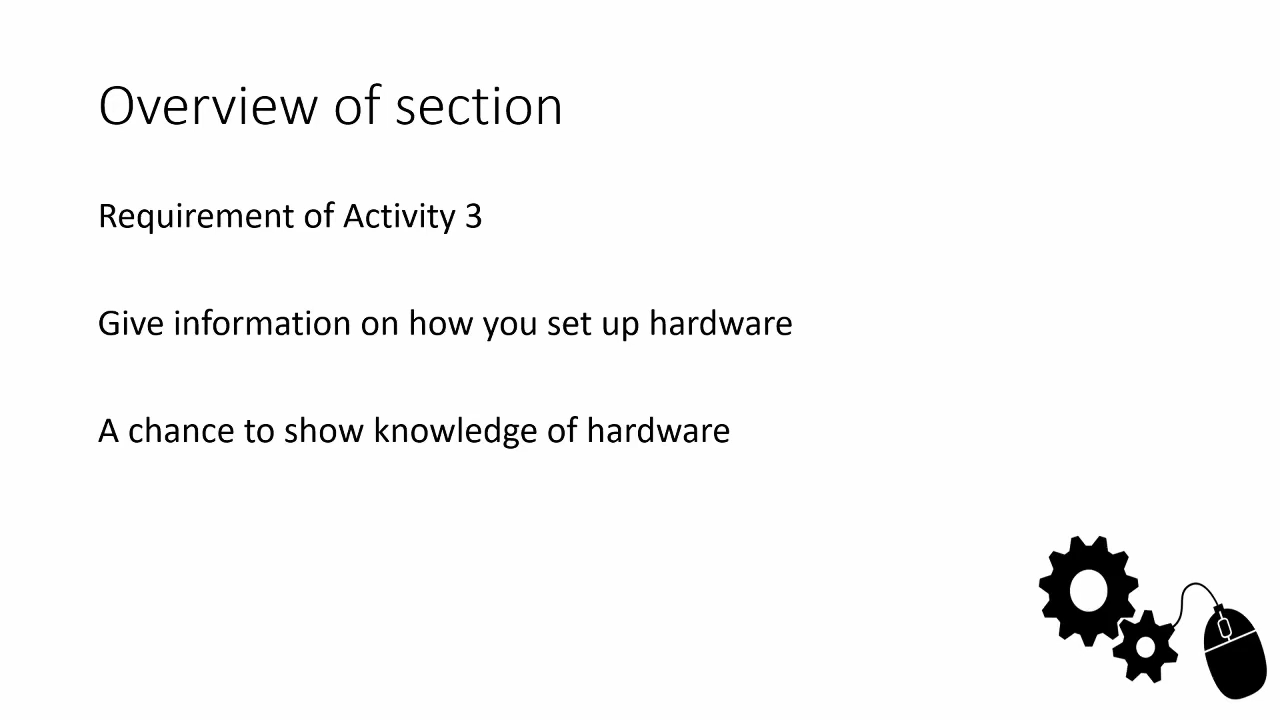 Overview of section
Requirement of Activity 3
Give information on how you set up hardware
A chance to show knowledge of hardware